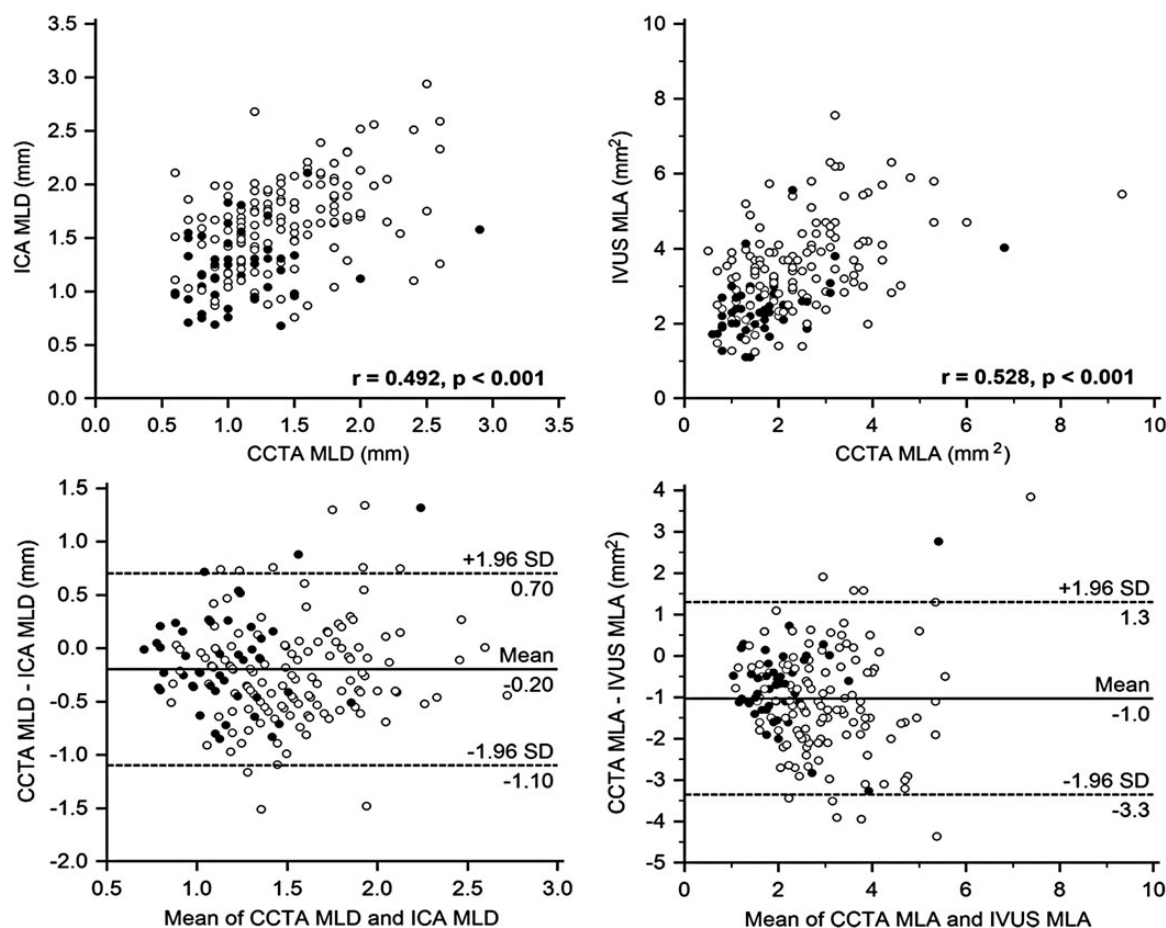 3.5
3.0
2.5
2.0
1.5
1.0
0.5
0.0
ICA MLD (mm)
r = 0.492, p < 0.001
0.0 0.5 1.0 1.5 2.0 2.5 3.0 3.5
CCTA MLD (mm)
10
8
6
4
2
0
IVUS MLA (mm²)
r = 0.528, p < 0.001
0 2 4 6 8 10
CCTA MLA (mm²)
1.5
1.0
0.5
0.0
-0.5
-1.0
-1.5
-2.0
CCTA MLD - ICA MLD (mm)
+1.96 SD
0.70
Mean
-0.20
-1.96 SD
-1.10
0.5 1.0 1.5 2.0 2.5 3.0
Mean of CCTA MLD and ICA MLD
4
3
2
1
0
-1
-2
-3
-4
-5
CCTA MLA - IVUS MLA (mm²)
+1.96 SD
1.3
Mean
-1.0
-1.96 SD
-3.3
0 2 4 6 8 10
Mean of CCTA MLA and IVUS MLA